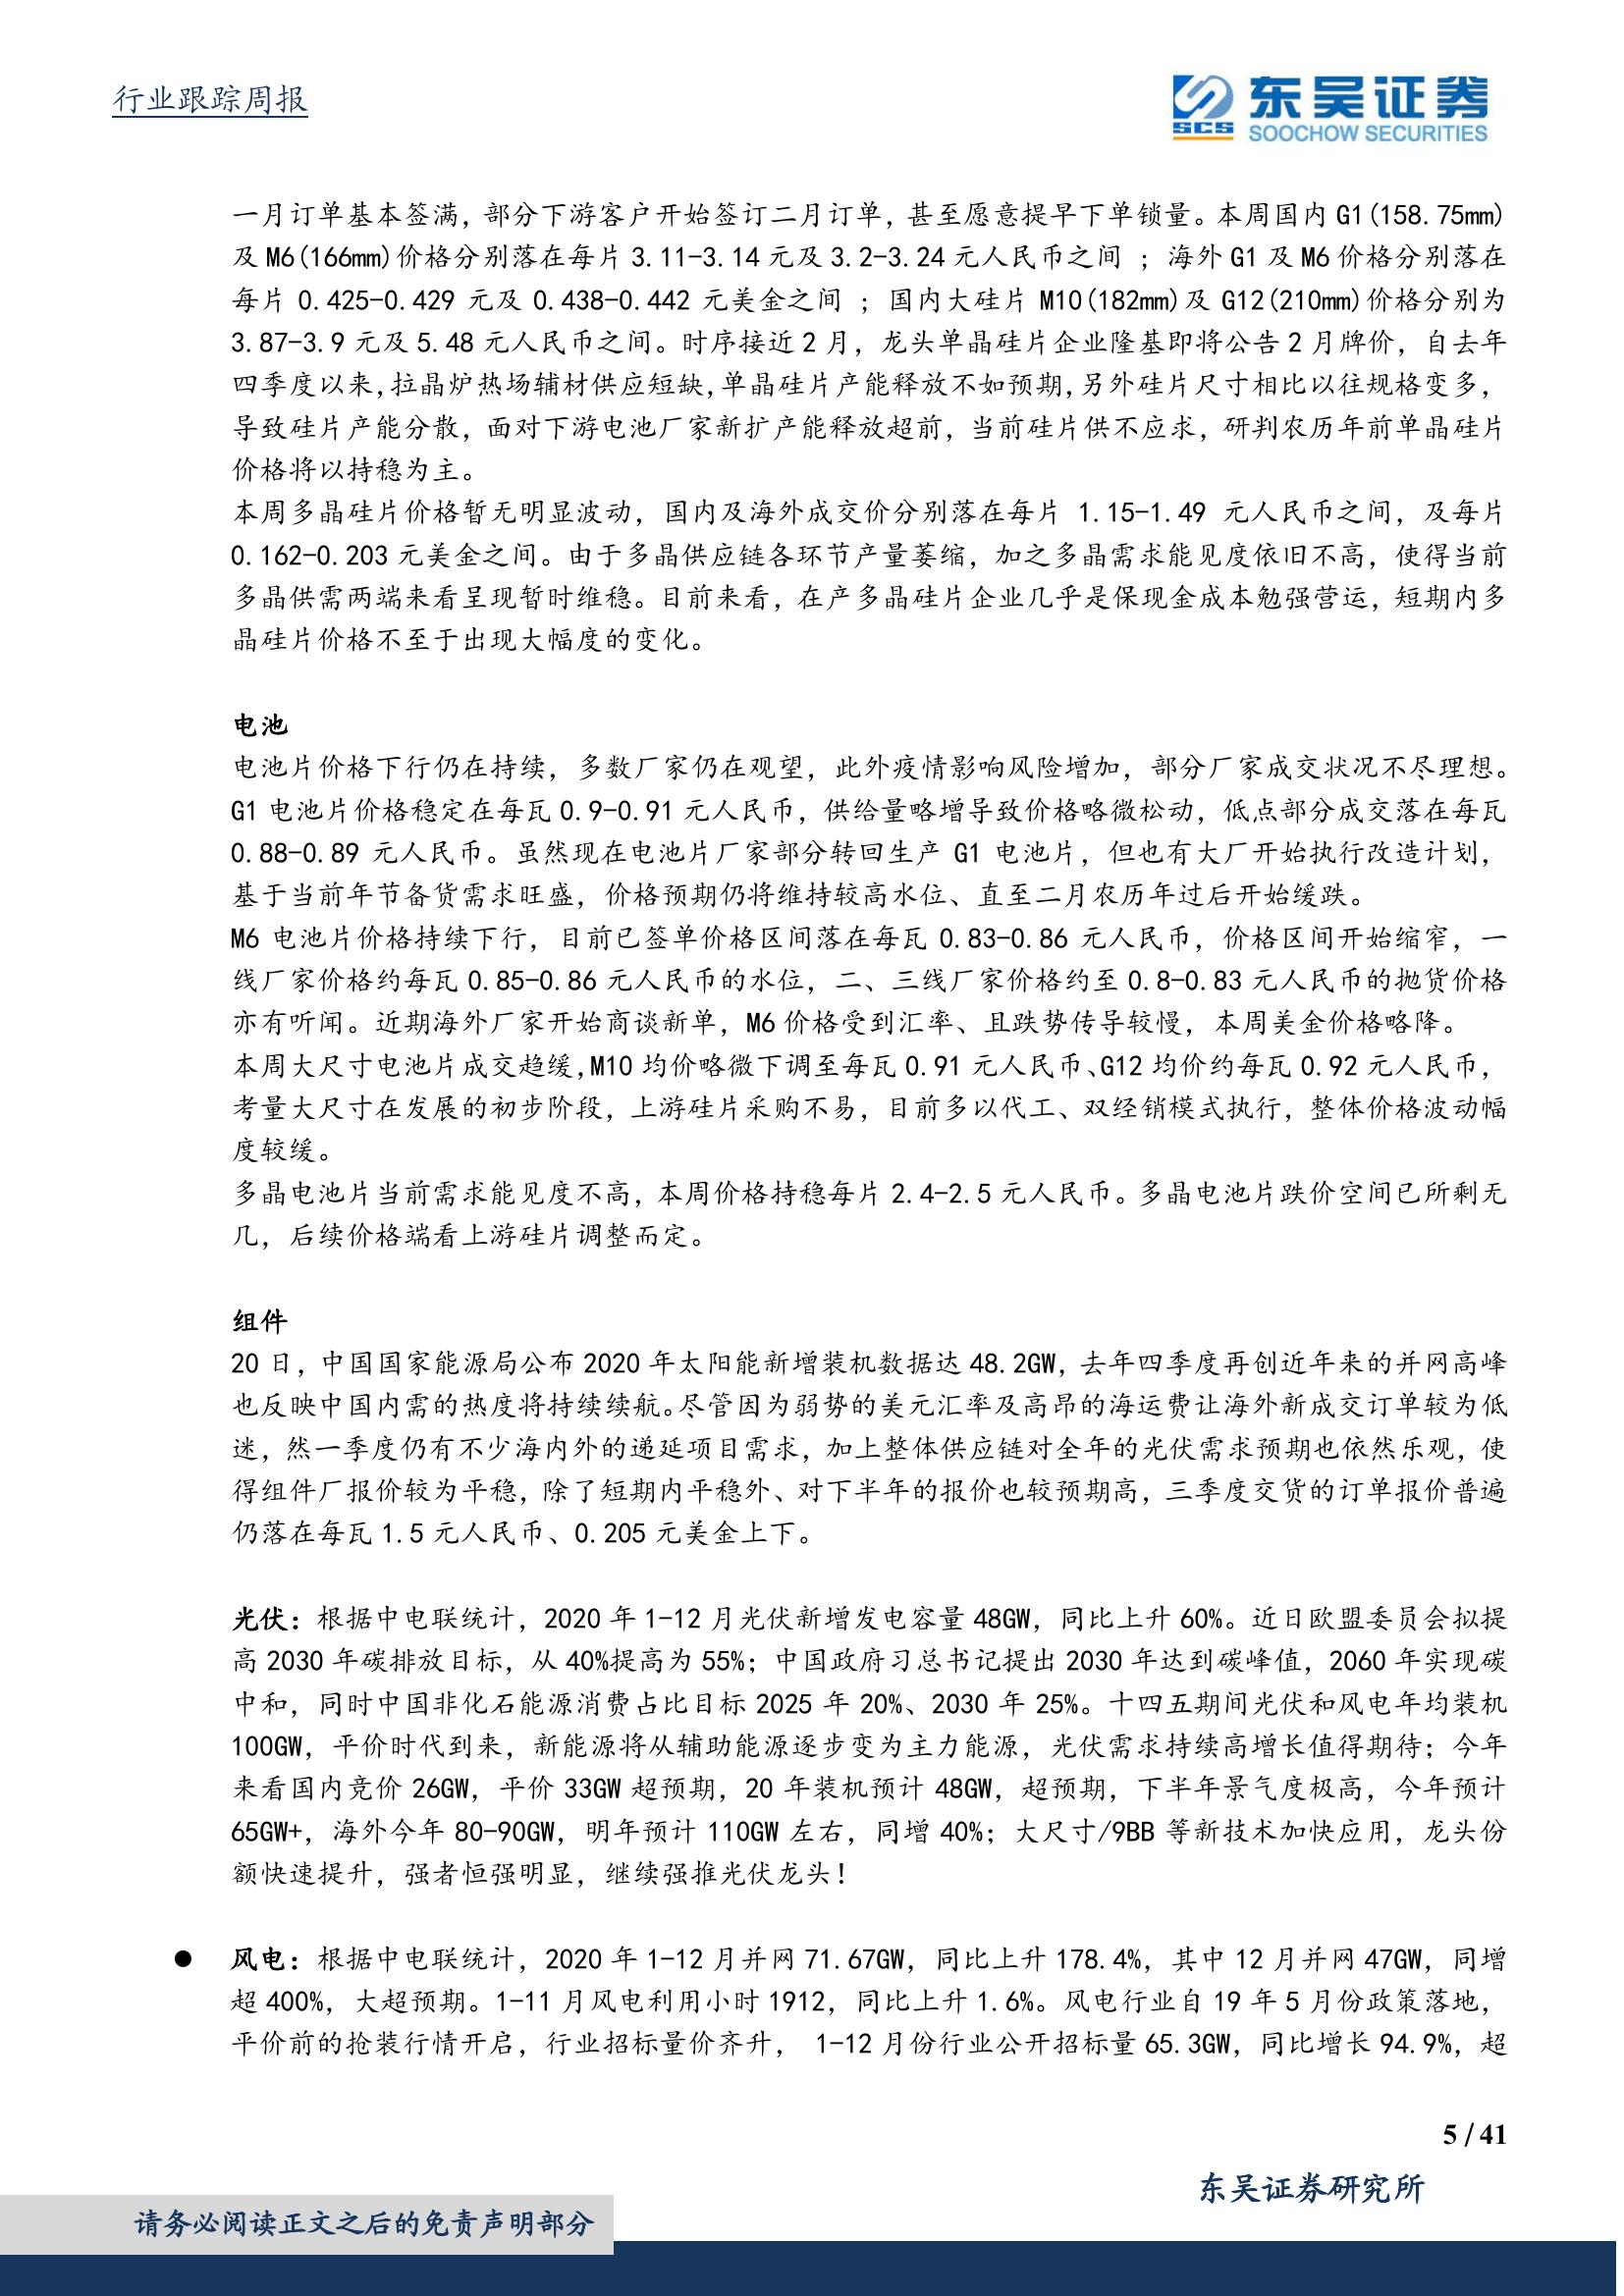 行业跟踪周报
SCS 东吴证券
SOOCHOW SECURITIES
一月订单基本签满，部分下游客户开始签订二月订单，甚至愿意提早下单锁量。本周国内 G1(158.75mm)
及 M6(166mm)价格分别落在每片 3.11-3.14 元及 3.2-3.24 元人民币之间 ；海外 G1 及 M6 价格分别落在
每片 0.425-0.429 元及 0.438-0.442 元美金之间 ；国内大硅片 M10(182mm)及 G12(210mm)价格分别为
3.87-3.9 元及 5.48 元人民币之间。时序接近 2 月，龙头单晶硅片企业隆基即将公告 2 月牌价，自去年
四季度以来,拉晶炉热场辅材供应短缺,单晶硅片产能释放不如预期,另外硅片尺寸相比以往规格变多，
导致硅片产能分散，面对下游电池厂家新扩产能释放超前，当前硅片供不应求，研判农历年前单晶硅片
价格将以持稳为主。
本周多晶硅片价格暂无明显波动，国内及海外成交价分别落在每片 1.15-1.49 元人民币之间，及每片
0.162-0.203 元美金之间。由于多晶供应链各环节产量萎缩，加之多晶需求能见度依旧不高，使得当前
多晶供需两端来看呈现暂时维稳。目前来看，在产多晶硅片企业几乎是保现金成本勉强营运，短期内多
晶硅片价格不至于出现大幅度的变化。
电池
电池片价格下行仍在持续，多数厂家仍在观望，此外疫情影响风险增加，部分厂家成交状况不尽理想。
G1 电池片价格稳定在每瓦 0.9-0.91 元人民币，供给量略增导致价格略微松动，低点部分成交落在每瓦
0.88-0.89 元人民币。虽然现在电池片厂家部分转回生产 G1 电池片，但也有大厂开始执行改造计划，
基于当前年节备货需求旺盛，价格预期仍将维持较高水位、直至二月农历年过后开始缓跌。
M6 电池片价格持续下行，目前已签单价格区间落在每瓦 0.83-0.86 元人民币，价格区间开始缩窄，一
线厂家价格约每瓦 0.85-0.86 元人民币的水位，二、三线厂家价格约至 0.8-0.83 元人民币的抛货价格
亦有听闻。近期海外厂家开始商谈新单，M6 价格受到汇率、且跌势传导较慢，本周美金价格略降。
本周大尺寸电池片成交趋缓,M10 均价略微下调至每瓦 0.91 元人民币、G12 均价约每瓦 0.92 元人民币，
考量大尺寸在发展的初步阶段，上游硅片采购不易，目前多以代工、双经销模式执行，整体价格波动幅
度较缓。
多晶电池片当前需求能见度不高，本周价格持稳每片 2.4-2.5 元人民币。多晶电池片跌价空间已所剩无
几，后续价格端看上游硅片调整而定。
组件
20 日，中国国家能源局公布 2020 年太阳能新增装机数据达 48.2GW，去年四季度再创近年来的并网高峰
也反映中国内需的热度将持续续航。尽管因为弱势的美元汇率及高昂的海运费让海外新成交订单较为低
迷，然一季度仍有不少海内外的递延项目需求，加上整体供应链对全年的光伏需求预期也依然乐观，使
得组件厂报价较为平稳，除了短期内平稳外、对下半年的报价也较预期高，三季度交货的订单报价普遍
仍落在每瓦 1.5 元人民币、0.205 元美金上下。
光伏：根据中电联统计，2020 年 1-12 月光伏新增发电容量 48GW，同比上升 60%。近日欧盟委员会拟提
高 2030 年碳排放目标，从 40%提高为 55%；中国政府习总书记提出 2030 年达到碳峰值，2060 年实现碳
中和，同时中国非化石能源消费占比目标 2025 年 20%、2030 年 25%。十四五期间光伏和风电年均装机
100GW，平价时代到来，新能源将从辅助能源逐步变为主力能源，光伏需求持续高增长值得期待；今年
来看国内竞价 26GW，平价 33GW 超预期，20 年装机预计 48GW，超预期，下半年景气度极高，今年预计
65GW+，海外今年 80-90GW，明年预计 110GW 左右，同增 40%；大尺寸/9BB 等新技术加快应用，龙头份
额快速提升，强者恒强明显，继续强推光伏龙头！
● 风电：根据中电联统计，2020 年 1-12 月并网 71.67GW，同比上升 178.4%，其中 12 月并网 47GW，同增
超 400%，大超预期。1-11 月风电利用小时 1912，同比上升 1.6%。风电行业自 19 年 5 月份政策落地，
平价前的抢装行情开启，行业招标量价齐升， 1-12 月份行业公开招标量 65.3GW，同比增长 94.9%，超
5 / 41
东吴证券研究所
请务必阅读正文之后的免责声明部分